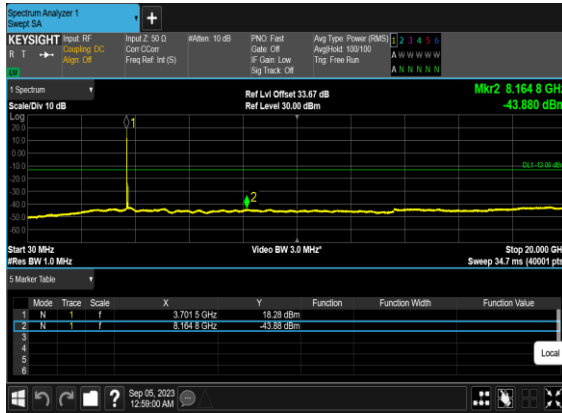 Spectrum Analyzer 1
Swept SA
+
KEYSIGHT Input: RF Input Z: 50 Ω #Atten: 10 dB PNO: Fast Avg Type: Power (RMS) 1 2 3 4 5 6
R T Coupling: DC Corr CCorr Gate: Off Avg|Hold: 100/100 A W W W W W
Align: Off Freq Ref: Int (S) IF Gain: Low Trig: Free Run
LXI Sig Track: Off A N N N N N
1 Spectrum Ref Lvl Offset 33.67 dB Mkr2 8.164 8 GHz
Scale/Div 10 dB Ref Level 30.00 dBm -43.880 dBm
Log
20.0
10.0
0.00
-10.0
-20.0
-30.0
-40.0
-50.0
-60.0
1
2
DL1 -13.00 dBm
Start 30 MHz Video BW 3.0 MHz* Stop 20.000 GH
#Res BW 1.0 MHz Sweep 34.7 ms (40001 pts
5 Marker Table
Mode Trace Scale X Y Function Function Width Function Value
1 N 1 f 3.701 5 GHz 18.28 dBm
2 N 1 f 8.164 8 GHz -43.88 dBm
3
4
5
6
Local
? Sep 05, 2023
12:59:00 AM